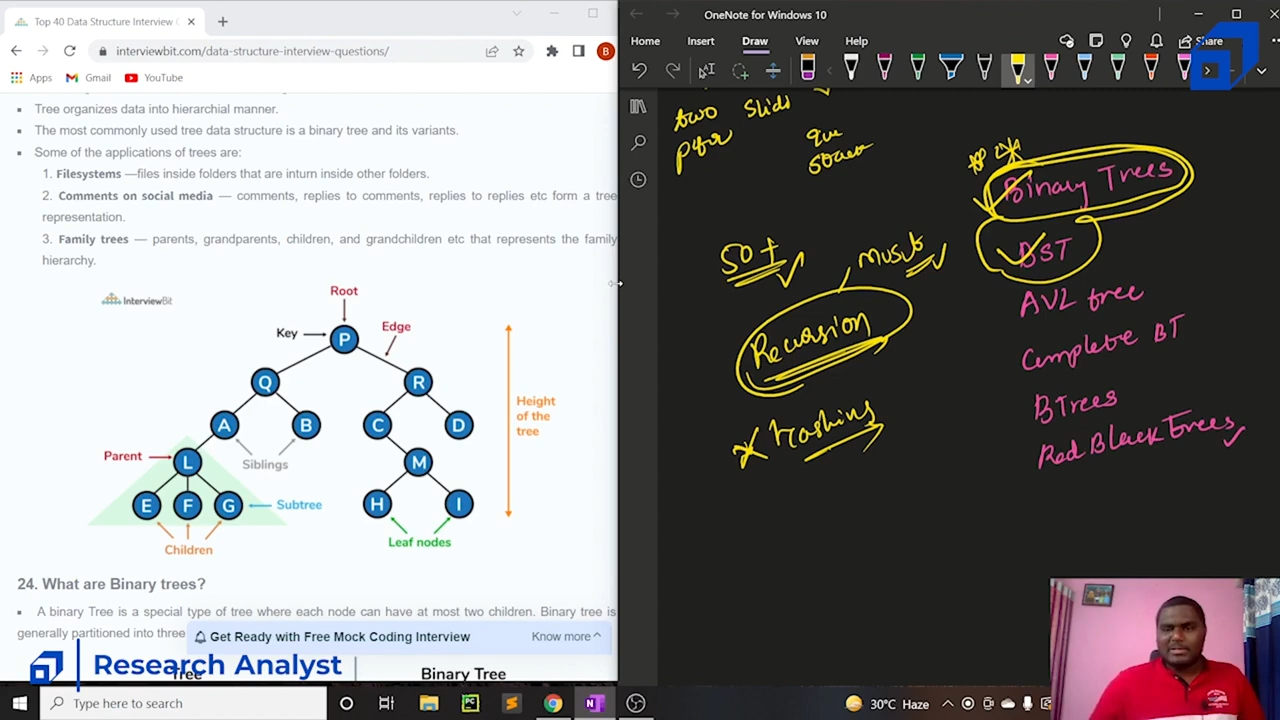 Top 40 Data Structure Interview
interviewbit.com/data-structure-interview-questions/
B
Apps
Gmail
YouTube
Tree organizes data into hierarchial manner.
The most commonly used tree data structure is a binary tree and its variants.
Some of the applications of trees are:
1. Filesystems —files inside folders that are inturn inside other folders.
2. Comments on social media — comments, replies to comments, replies to replies etc form a tree
representation.
3. Family trees — parents, grandparents, children, and grandchildren etc that represents the family
hierarchy.
InterviewBit
Root
Key
Edge
P
Q
R
A
B
C
D
Siblings
Parent
L
M
E
F
G
Subtree
H
I
Children
Leaf nodes
Height
of the
tree
24. What are Binary trees?
A binary Tree is a special type of tree where each node can have at most two children. Binary tree is
generally partitioned into three
Get Ready with Free Mock Coding Interview
Know more
Tree
Binary Tree
Research Analyst
Type here to search
PC
N
OneNote for Windows 10
Home
Insert
Draw
View
Help
Share
two
Binary Trees
BST
AVL tree
Complete BT
BTrees
Red Black Trees
Must
Recursion
Hashing
30°C Haze